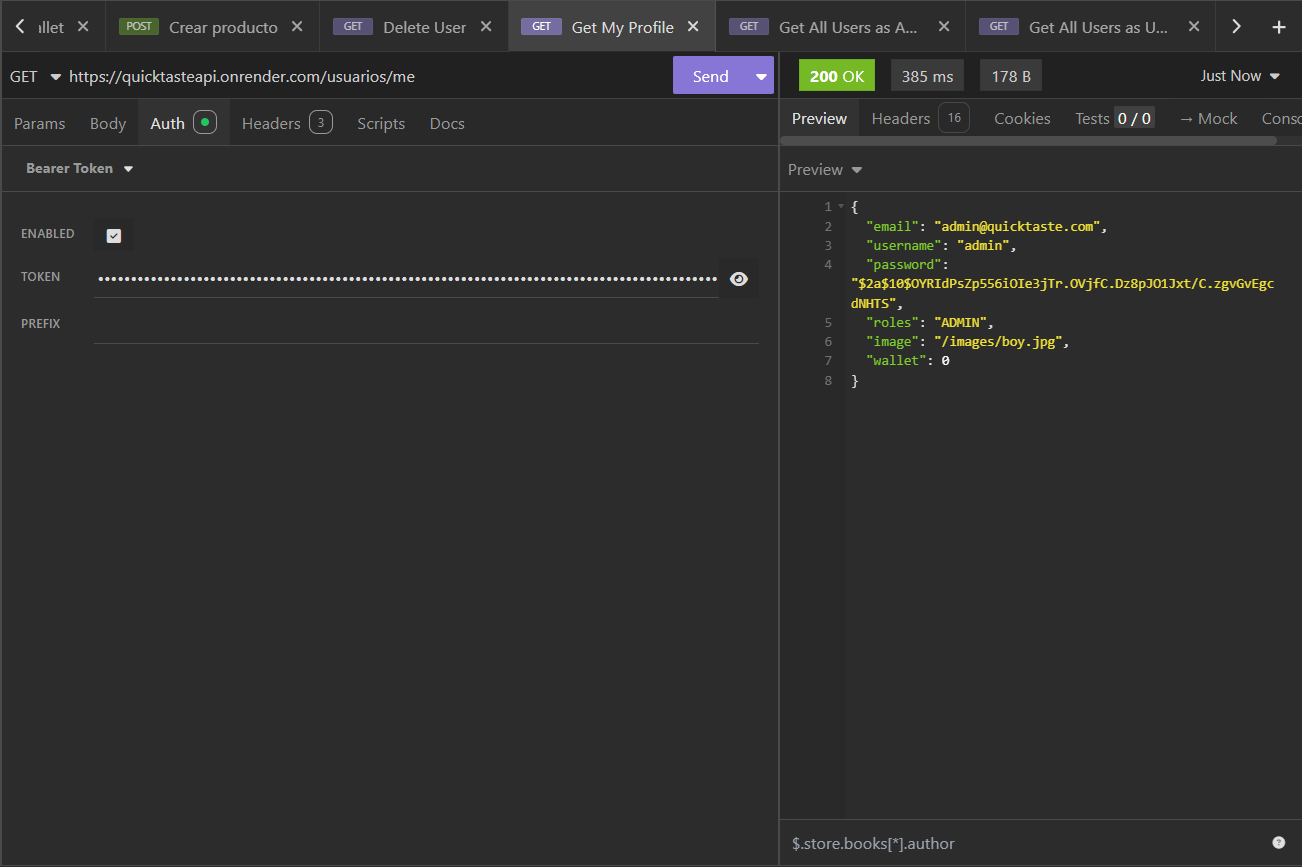 allet
POST Crear producto
GET Delete User
GET Get My Profile
GET Get All Users as A...
GET Get All Users as U...
GET https://quicktasteapi.onrender.com/usuarios/me Send
200 OK 385 ms 178 B Just Now
Params Body Auth Headers 3 Scripts Docs
Preview Headers 16 Cookies Tests 0 / 0 → Mock Conso
Bearer Token
Preview
ENABLED
TOKEN ••••••••••••••••••••••••••••••••••••••••••••••••••••••••••••••••••••••••••••••••
PREFIX
1 {
2 "email": "admin@quicktaste.com",
3 "username": "admin",
4 "password":
"$2a$10$OYRIdPsZp556iOIe3jTr.OVjfC.Dz8pJO1Jxt/C.zgvGvEgc
dNHTS",
5 "roles": "ADMIN",
6 "image": "/images/boy.jpg",
7 "wallet": 0
8 }
$.store.books[*].author